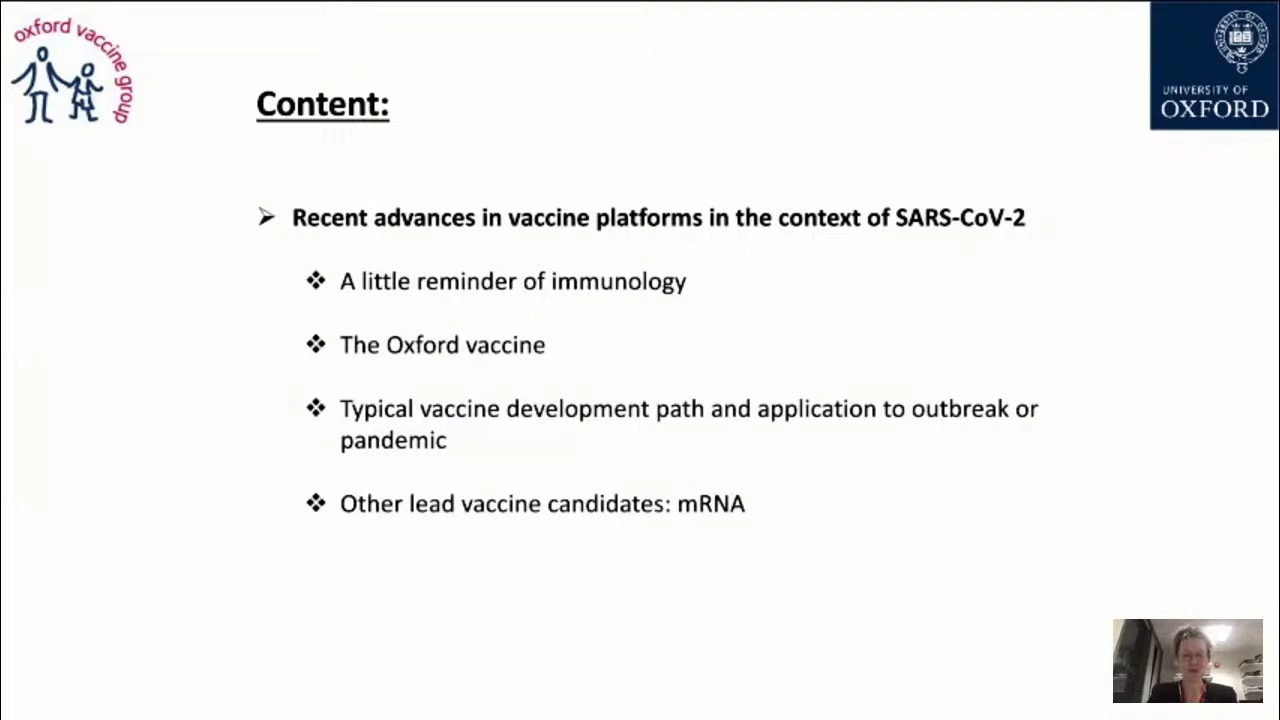 oxford vaccine group
UNIVERSITY OF
OXFORD
Content:
Recent advances in vaccine platforms in the context of SARS-CoV-2
A little reminder of immunology
The Oxford vaccine
Typical vaccine development path and application to outbreak or
pandemic
Other lead vaccine candidates: mRNA